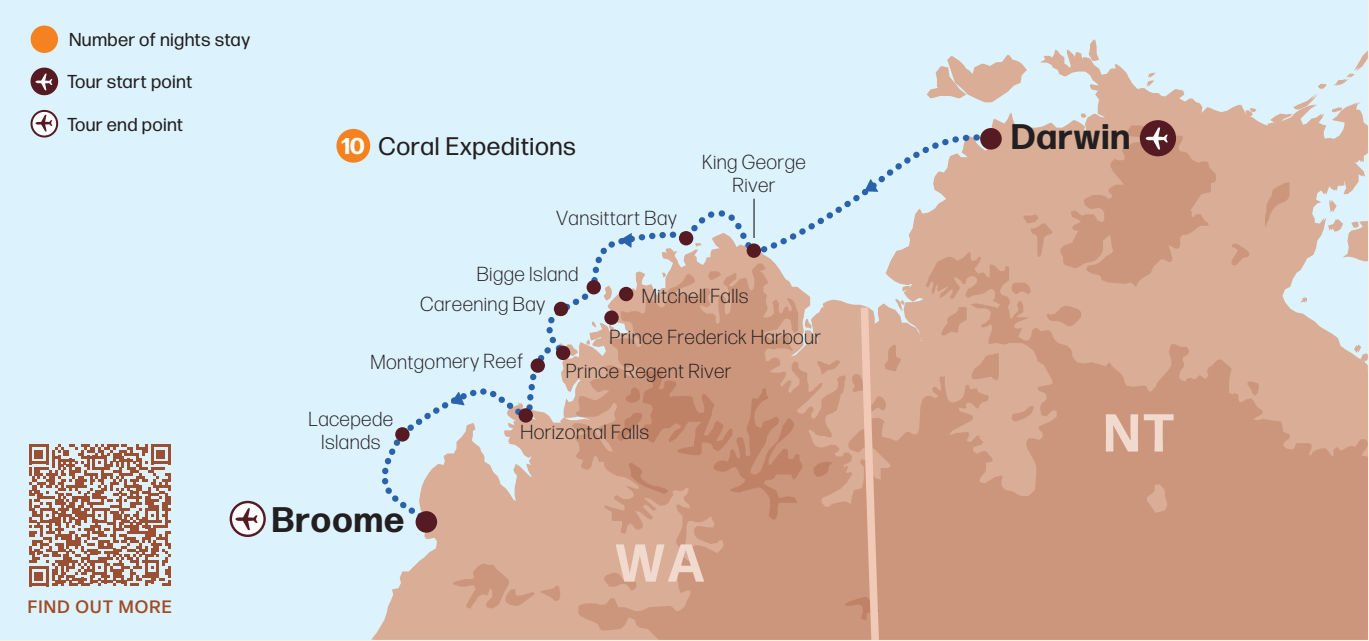 Number of nights stay
Tour start point
Tour end point
10 Coral Expeditions
Darwin
King George
River
Vansittart Bay
Bigge Island
Mitchell Falls
Careening Bay
Prince Frederick Harbour
Montgomery Reef
Prince Regent River
Lacepede
Islands
Horizontal Falls
NT
Broome
WA
FIND OUT MORE